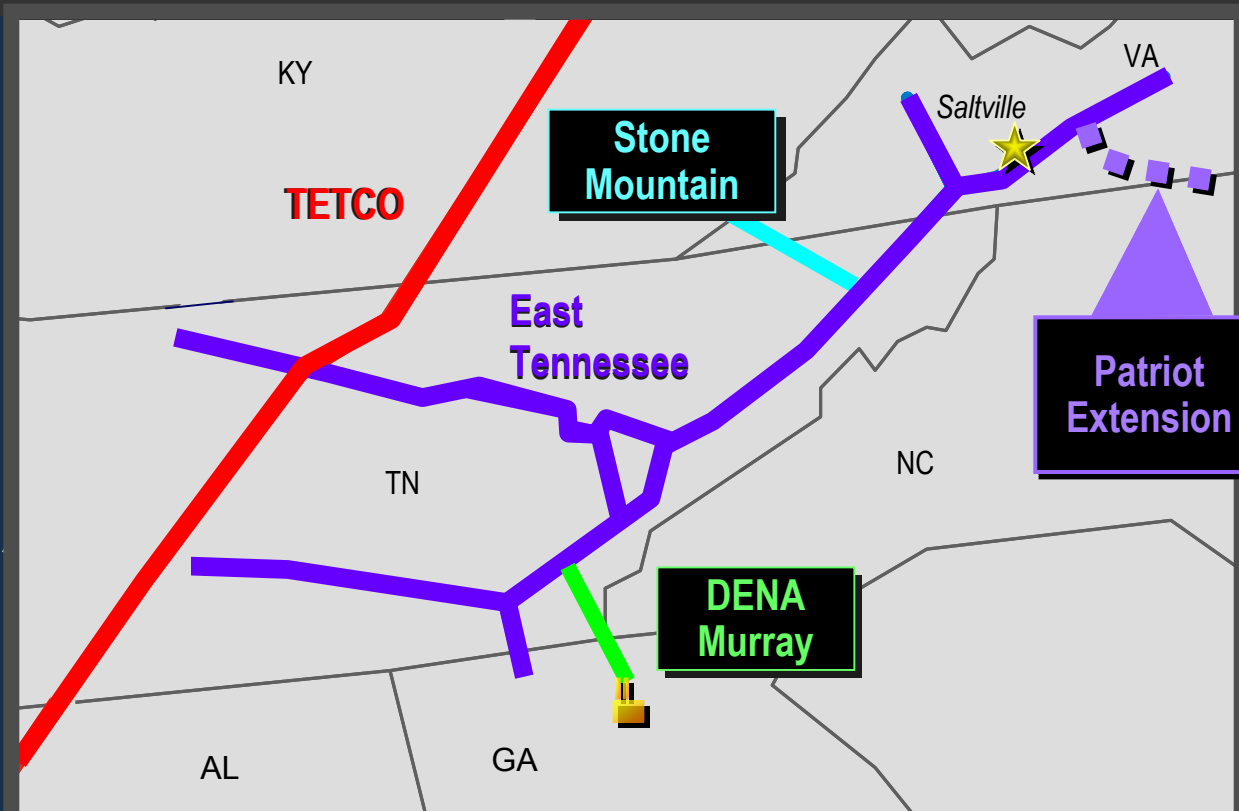 KY
VA
Saltville
Stone
Mountain
TETCO
East
Tennessee
Patriot
Extension
TN
NC
DENA
Murray
AL
GA